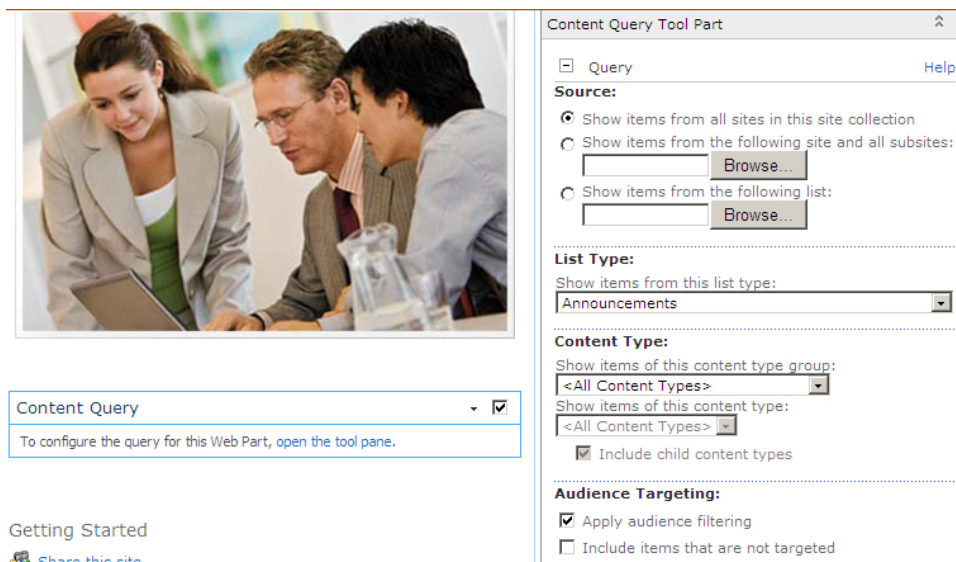 Content Query Tool Part
Query Help
Source:
Show items from all sites in this site collection
Show items from the following site and all subsites:
Browse...
Show items from the following list:
Browse...
List Type:
Show items from this list type:
Announcements
Content Type:
Show items of this content type group:
<All Content Types>
Show items of this content type:
<All Content Types>
Include child content types
Audience Targeting:
Apply audience filtering
Include items that are not targeted
Content Query
To configure the query for this Web Part, open the tool pane.
Getting Started
Share this site